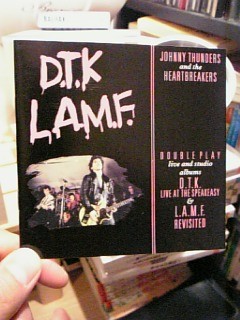 D.T.K
L.A.M.F.
JOHNNY THUNDERS
and the
HEARTBREAKERS
DOUBLE PLAY
live and studio
albums
D.T.K.
LIVE AT THE SPEAKEASY
&
L.A.M.F.
REVISITED